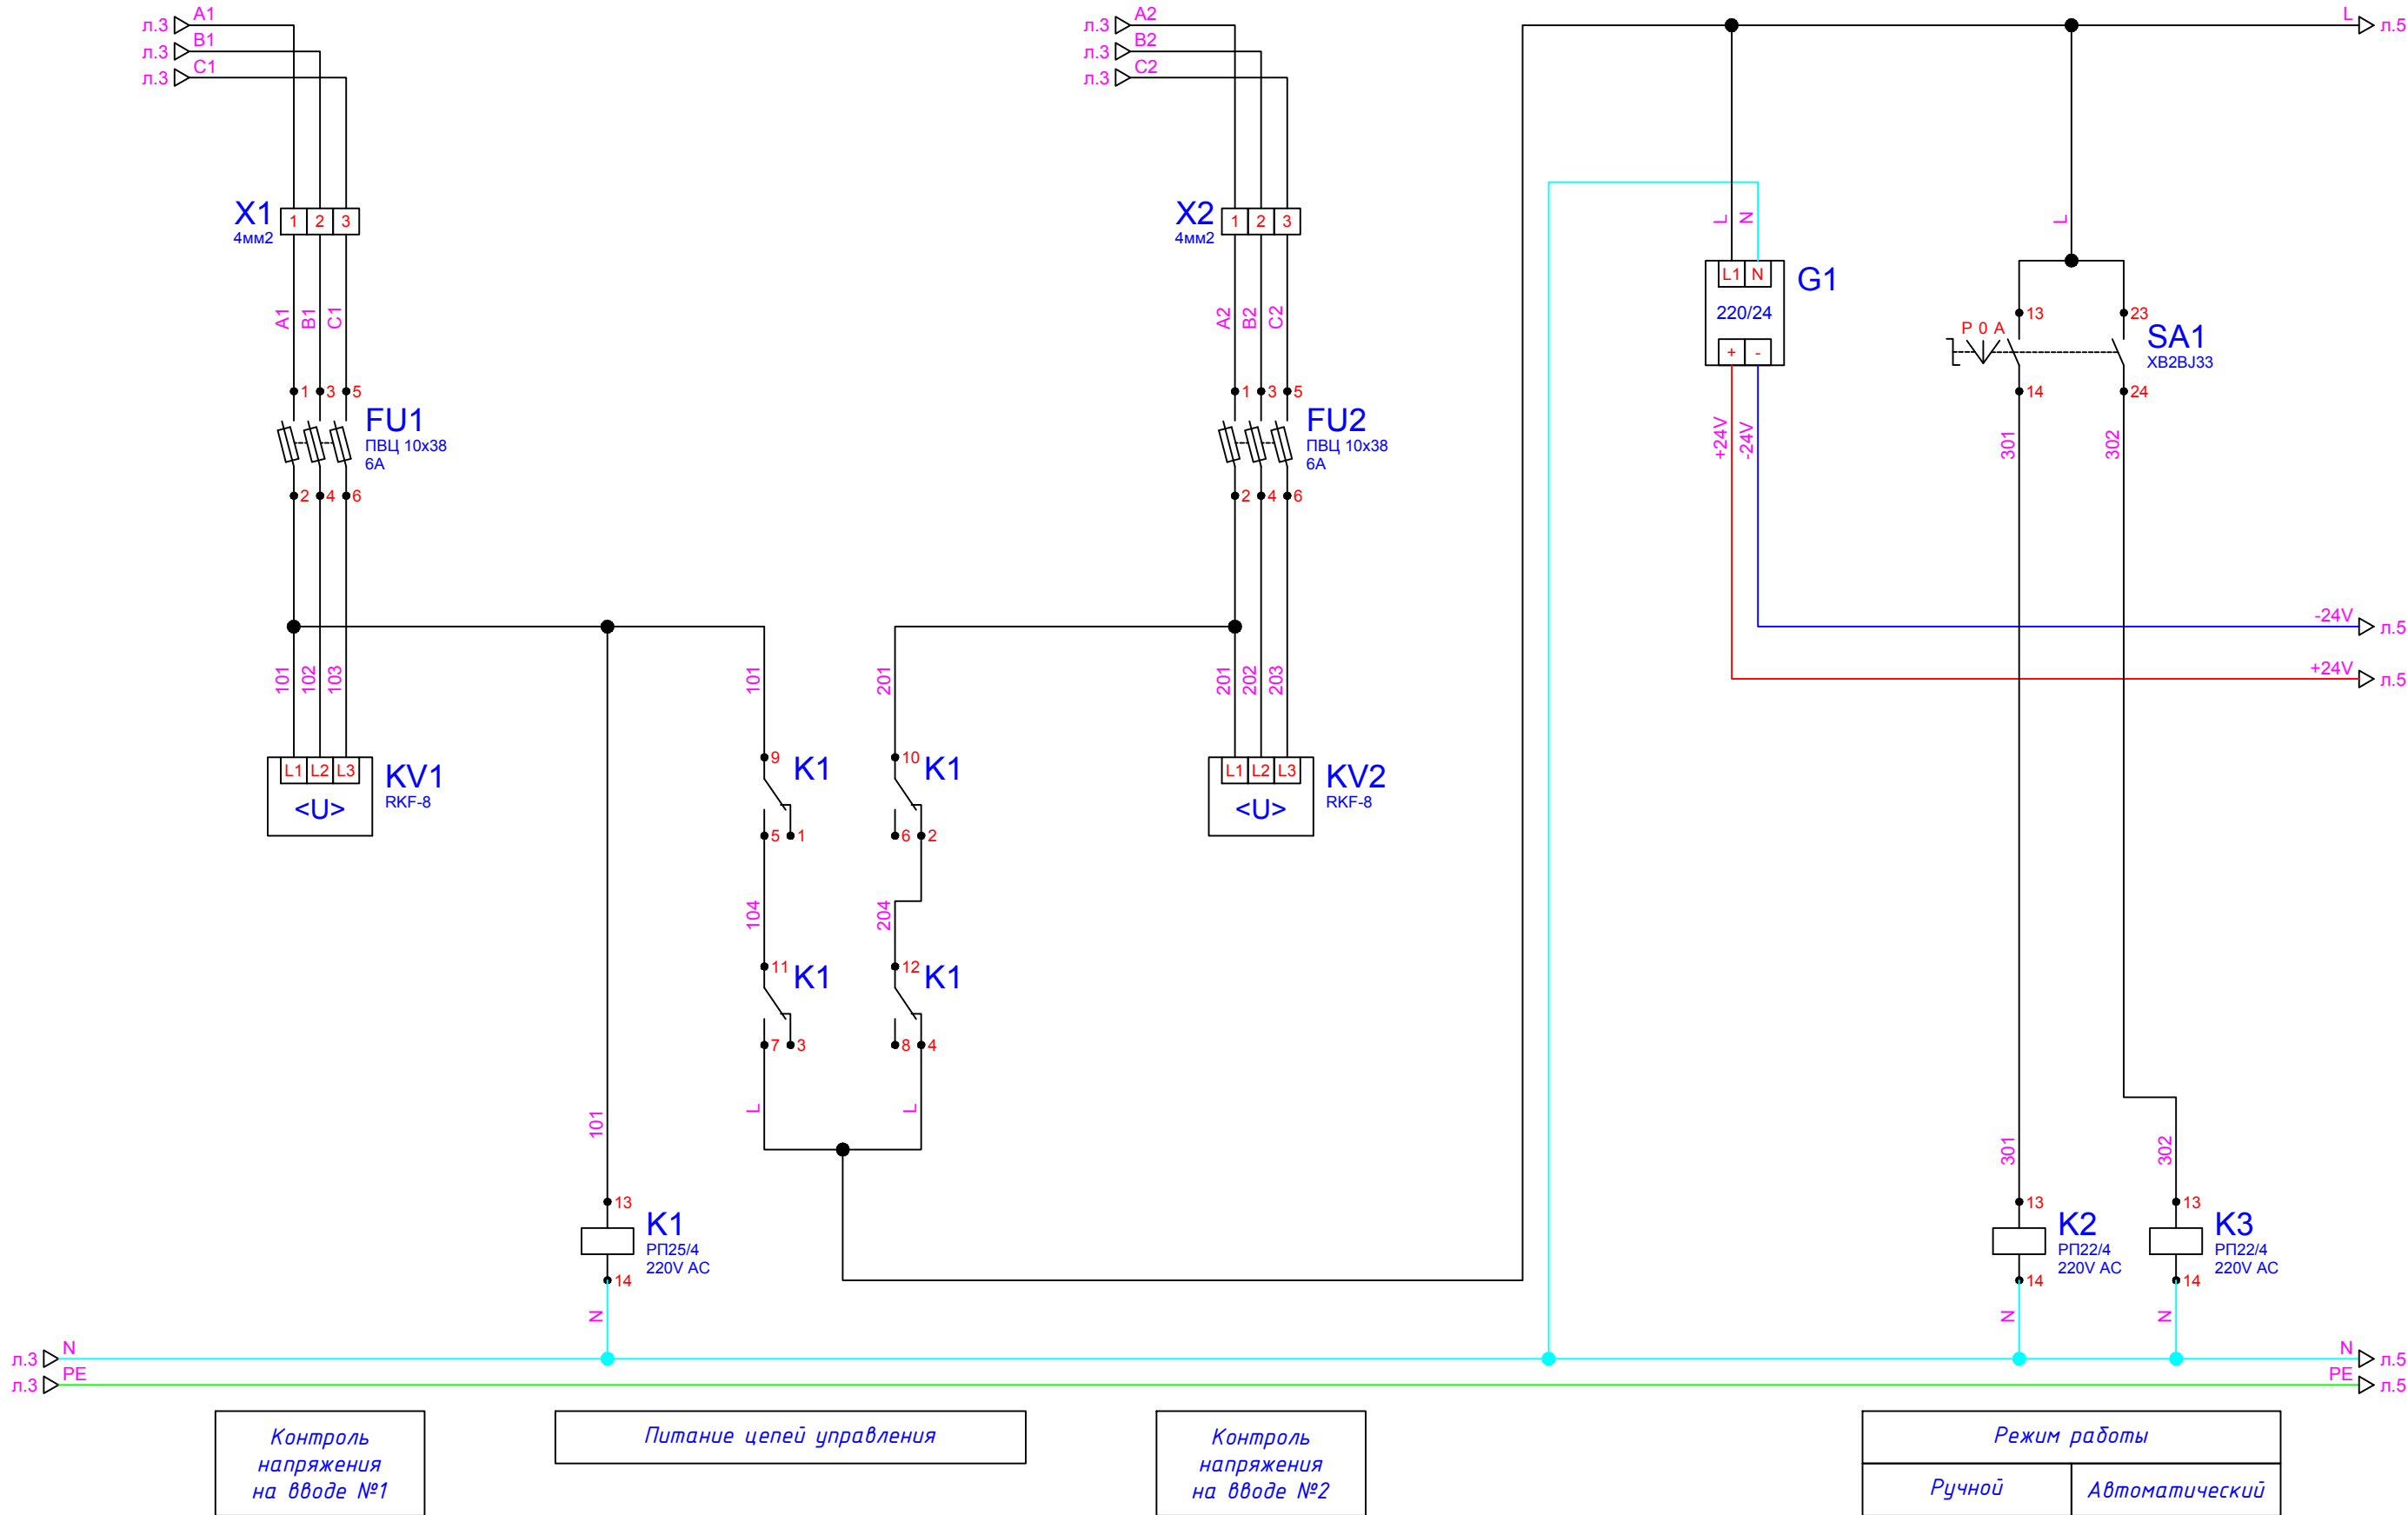 л.3 A1
л.3 B1
л.3 C1
л.3 A2
л.3 B2
л.3 C2
L л.5
X1
4мм2
1 2 3
X2
4мм2
1 2 3
L N
L
L1 N
G1
220/24
+ -
A1 B1 C1
A2 B2 C2
13 23
P 0 A
SA1
XB2BJ33
14 24
1 3 5
FU1
ПВЦ 10x38
6A
2 4 6
1 3 5
FU2
ПВЦ 10x38
6A
2 4 6
+24V -24V
301 302
-24V л.5
+24V л.5
101 102 103
101
201
201 202 203
L1 L2 L3
KV1
RKF-8
<U>
9 K1
5 1
10 K1
6 2
L1 L2 L3
KV2
RKF-8
<U>
104
204
11 K1
7 3
12 K1
8 4
L
L
101
301
302
13
K1
РП25/4
220V AC
14
13
K2
РП22/4
220V AC
14
13
K3
РП22/4
220V AC
14
N
N
N
л.3 N
N л.5
л.3 PE
PE л.5
Контроль
напряжения
на вводе №1
Питание цепей управления
Контроль
напряжения
на вводе №2
Режим работы
Ручной
Автоматический